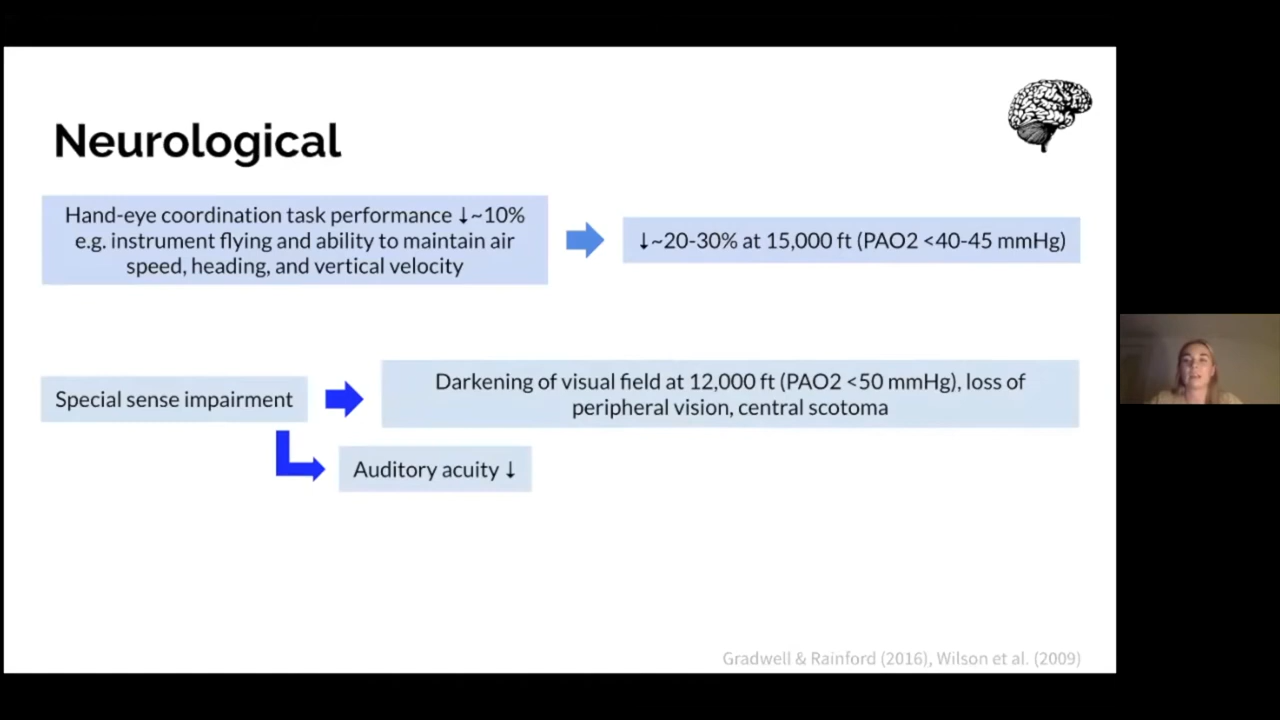 Neurological
Hand-eye coordination task performance ↓~10%
e.g. instrument flying and ability to maintain air
speed, heading, and vertical velocity
↓~20-30% at 15,000 ft (PAO2 <40-45 mmHg)
Special sense impairment
Darkening of visual field at 12,000 ft (PAO2 <50 mmHg), loss of
peripheral vision, central scotoma
Auditory acuity ↓
Gradwell & Rainford (2016), Wilson et al. (2009)